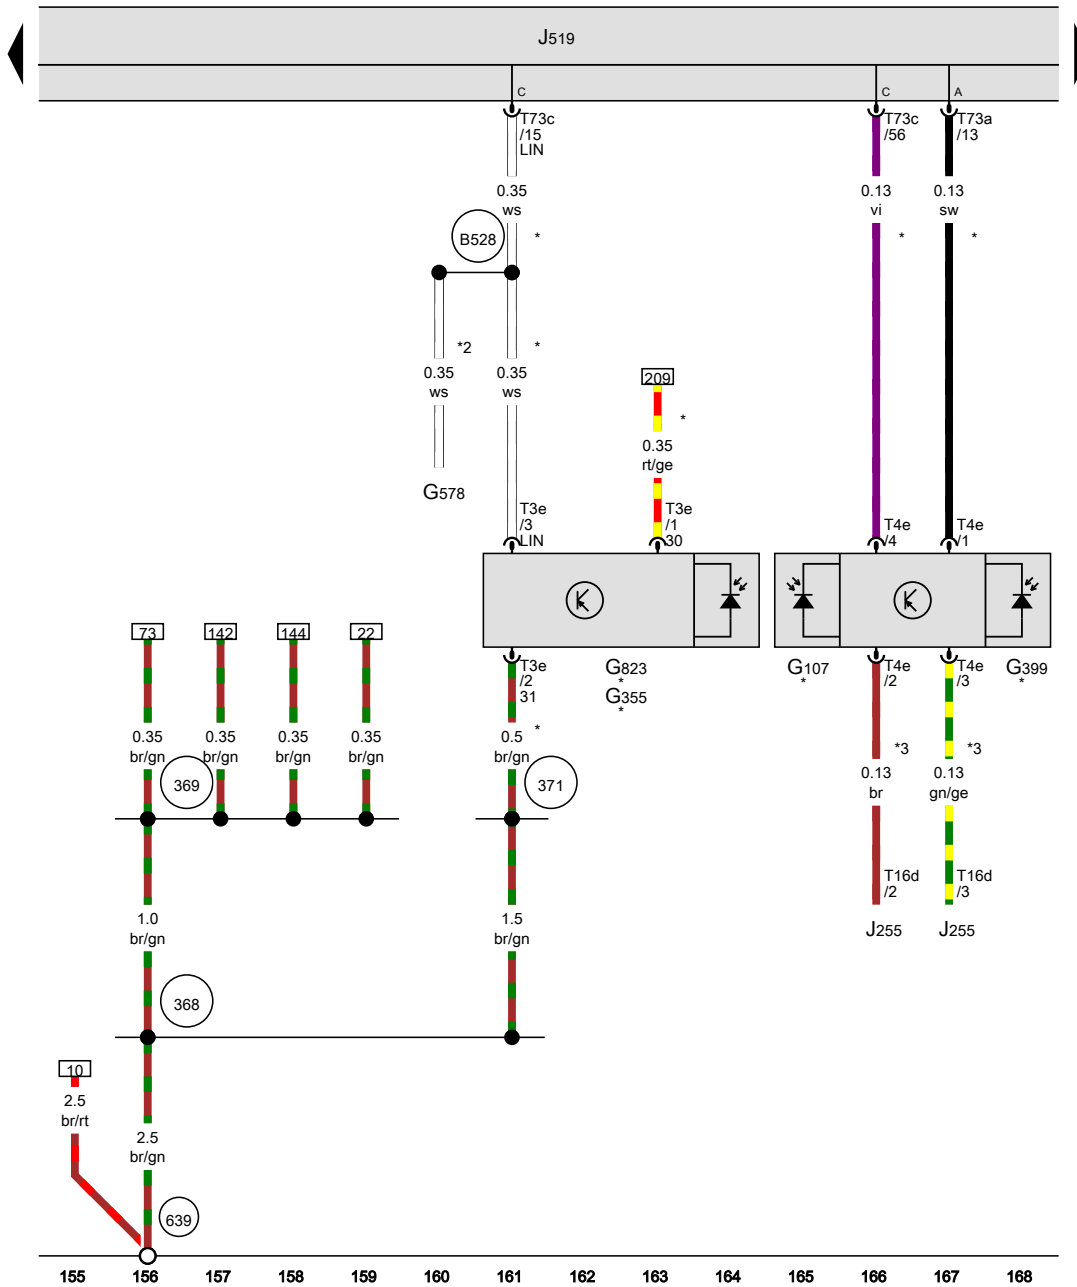 J519
C
C
A
T73c
/15
LIN
T73c
/56
T73a
/13
0.35
ws
0.13
vi
0.13
sw
B528
*
*
*
*2
*
0.35
ws
0.35
ws
209
*
0.35
rt/ge
G578
T3e
/3
LIN
T3e
/1
30
T4e
/4
T4e
/1
73
142
144
22
T3e
/2
31
G823
*
G355
*
G107
*
T4e
/2
T4e
/3
G399
*
*
0.35
br/gn
0.35
br/gn
0.35
br/gn
0.35
br/gn
0.5
br/gn
*3
*3
369
371
0.13
br
0.13
gn/ge
T16d
/2
T16d
/3
1.0
br/gn
1.5
br/gn
J255
J255
368
10
2.5
br/rt
2.5
br/gn
639
155 156 157 158 159 160 161 162 163 164 165 166 167 168